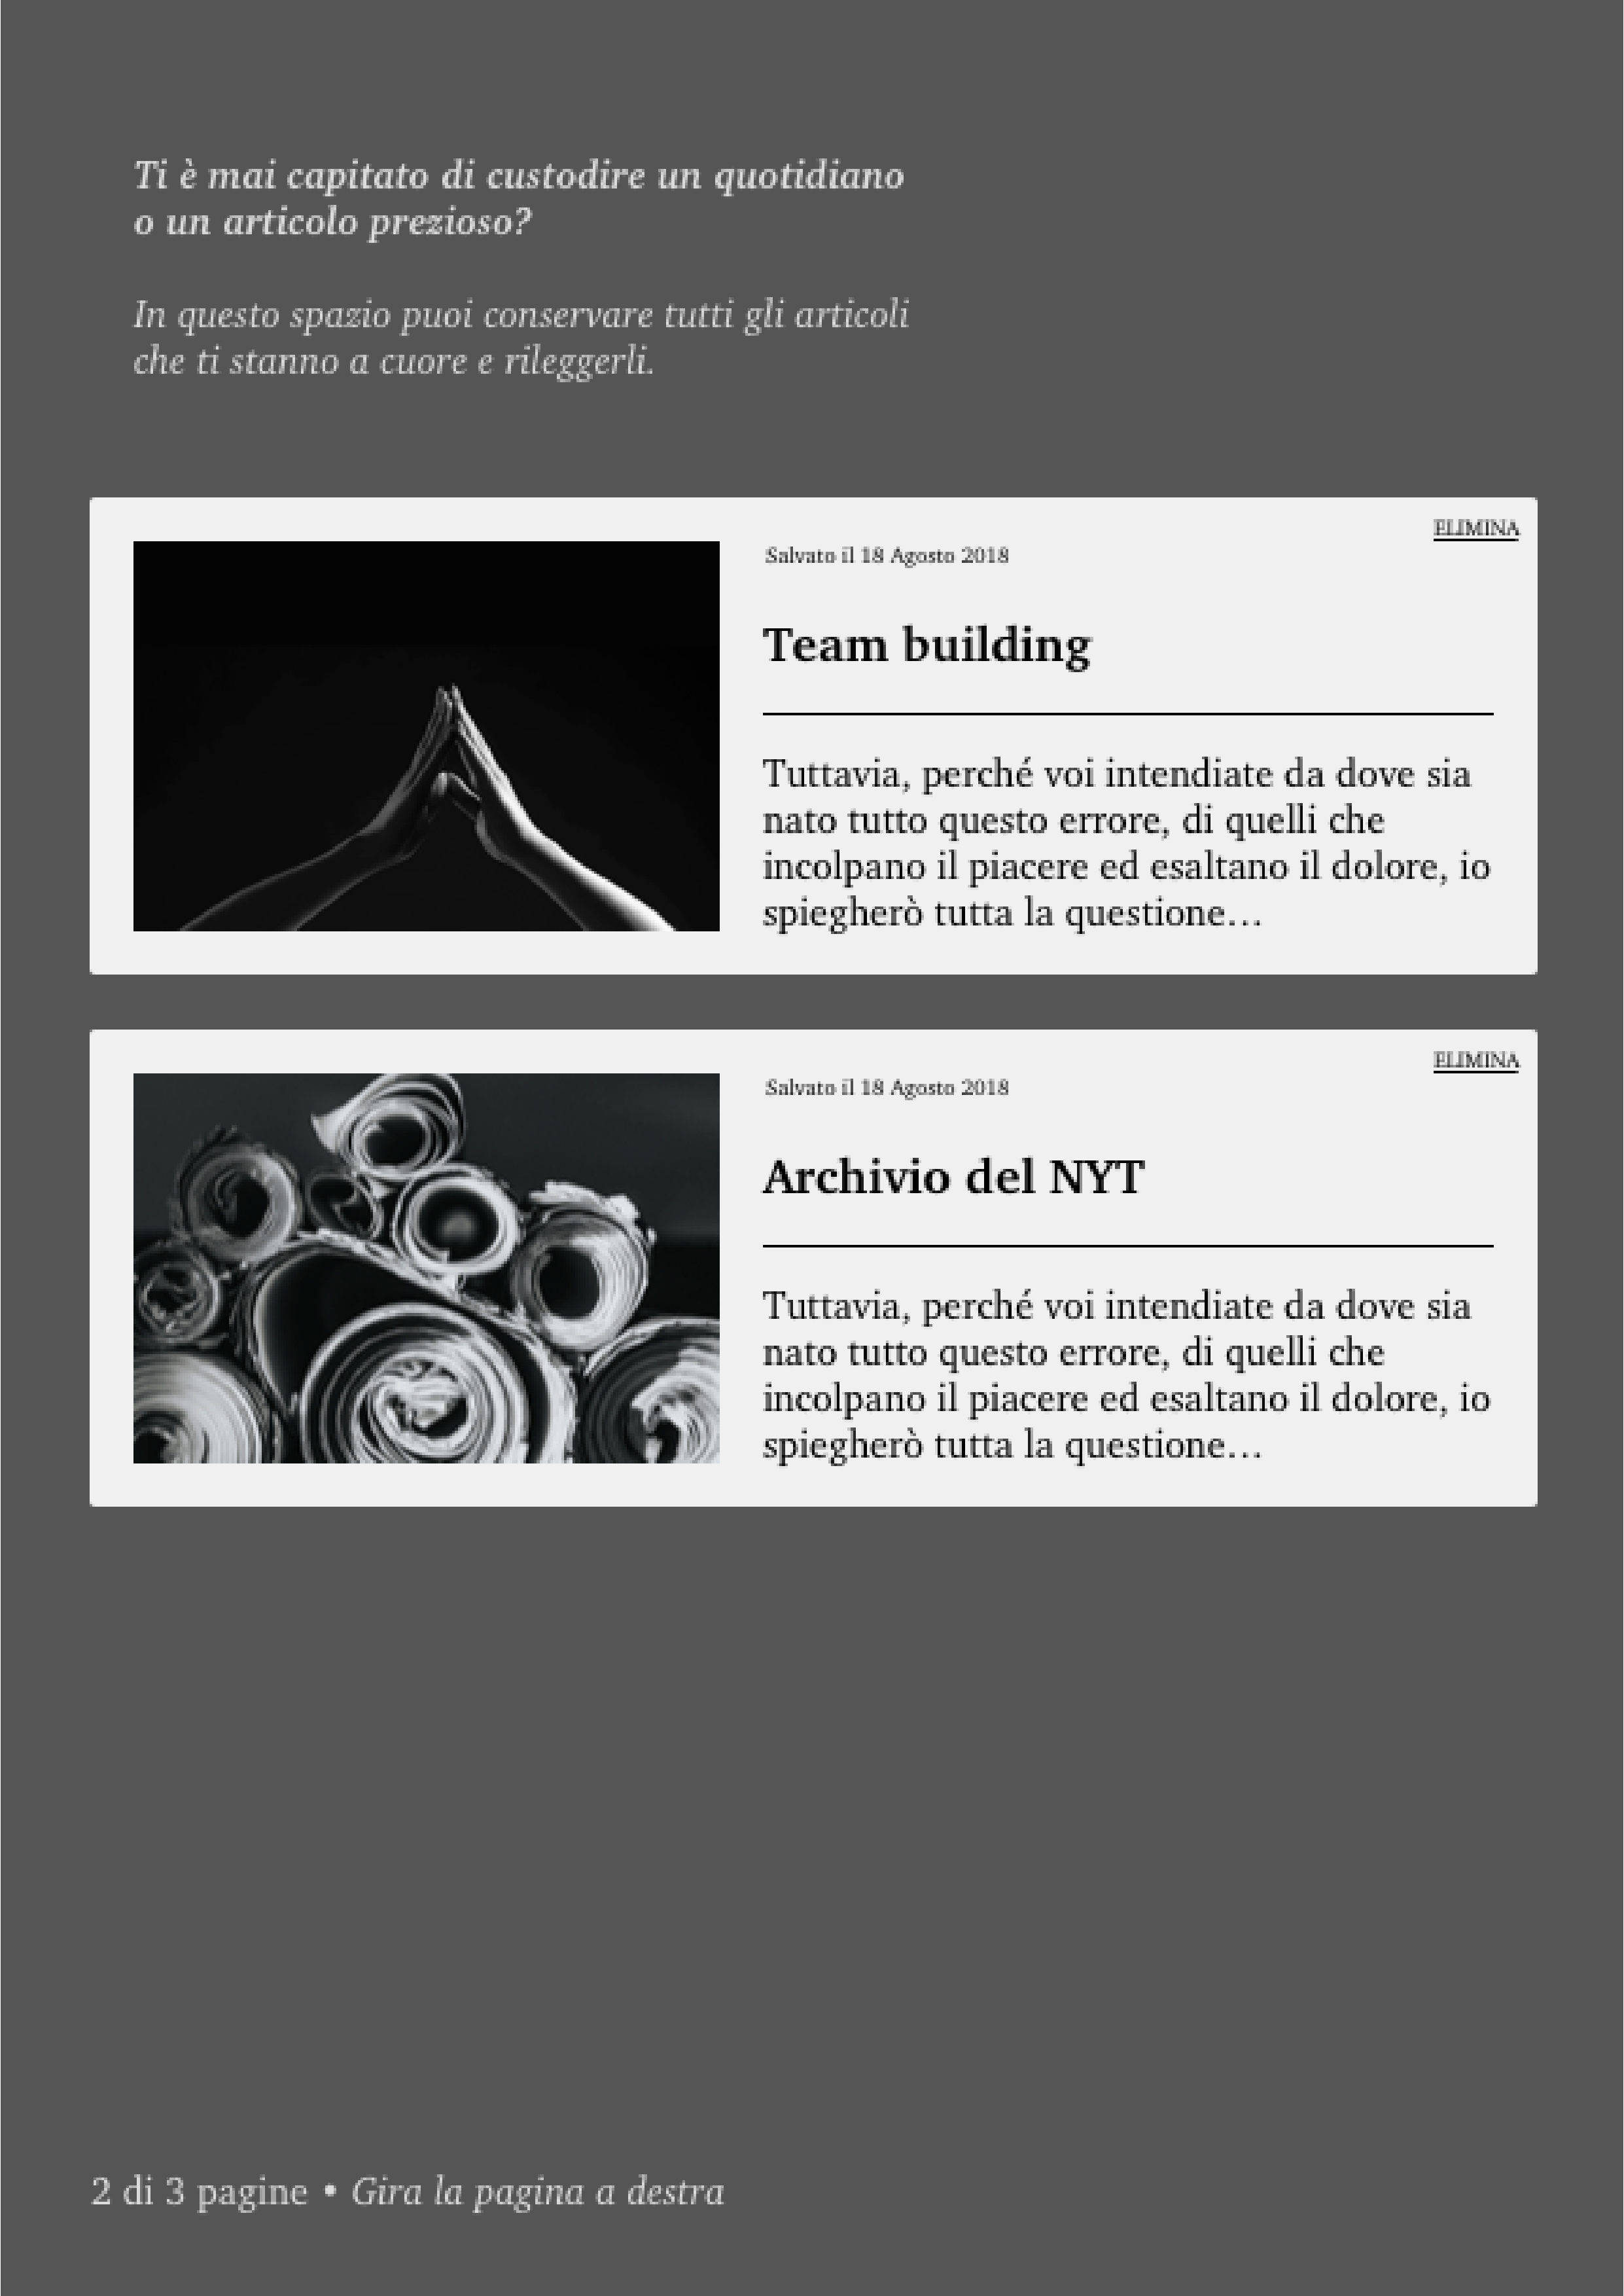 Ti è mai capitato di custodire un quotidiano
o un articolo prezioso?
In questo spazio puoi conservare tutti gli articoli
che ti stanno a cuore e rileggerli.
ELIMINA
Salvato il 18 Agosto 2018
Team building
Tuttavia, perché voi intendiate da dove sia
nato tutto questo errore, di quelli che
incolpano il piacere ed esaltano il dolore, io
spiegherò tutta la questione…
ELIMINA
Salvato il 18 Agosto 2018
Archivio del NYT
Tuttavia, perché voi intendiate da dove sia
nato tutto questo errore, di quelli che
incolpano il piacere ed esaltano il dolore, io
spiegherò tutta la questione…
2 di 3 pagine • Gira la pagina a destra